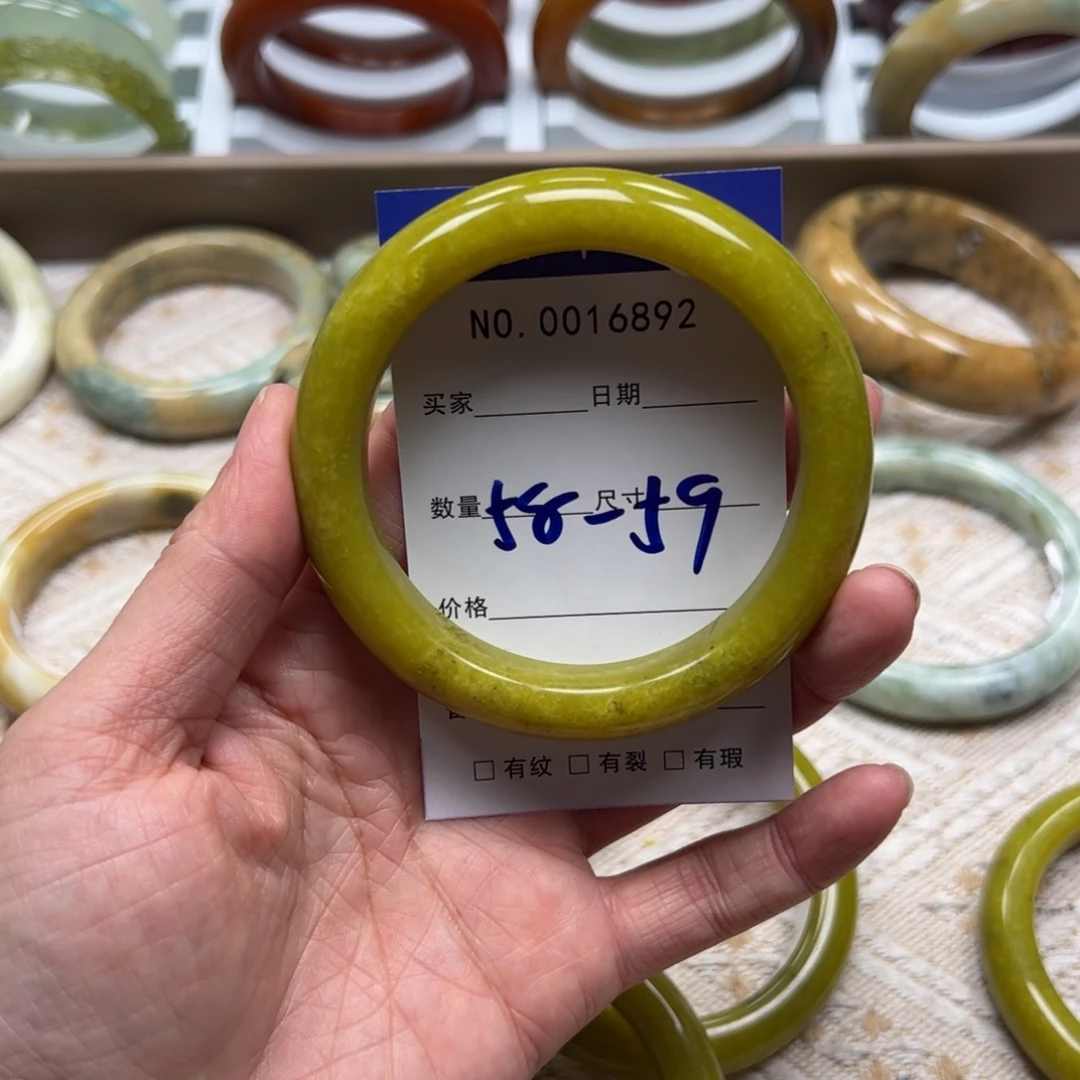 NO. 0016892
买家 日期
数量 58-59 尺寸
价格
□ 有纹 □ 有裂 □ 有瑕